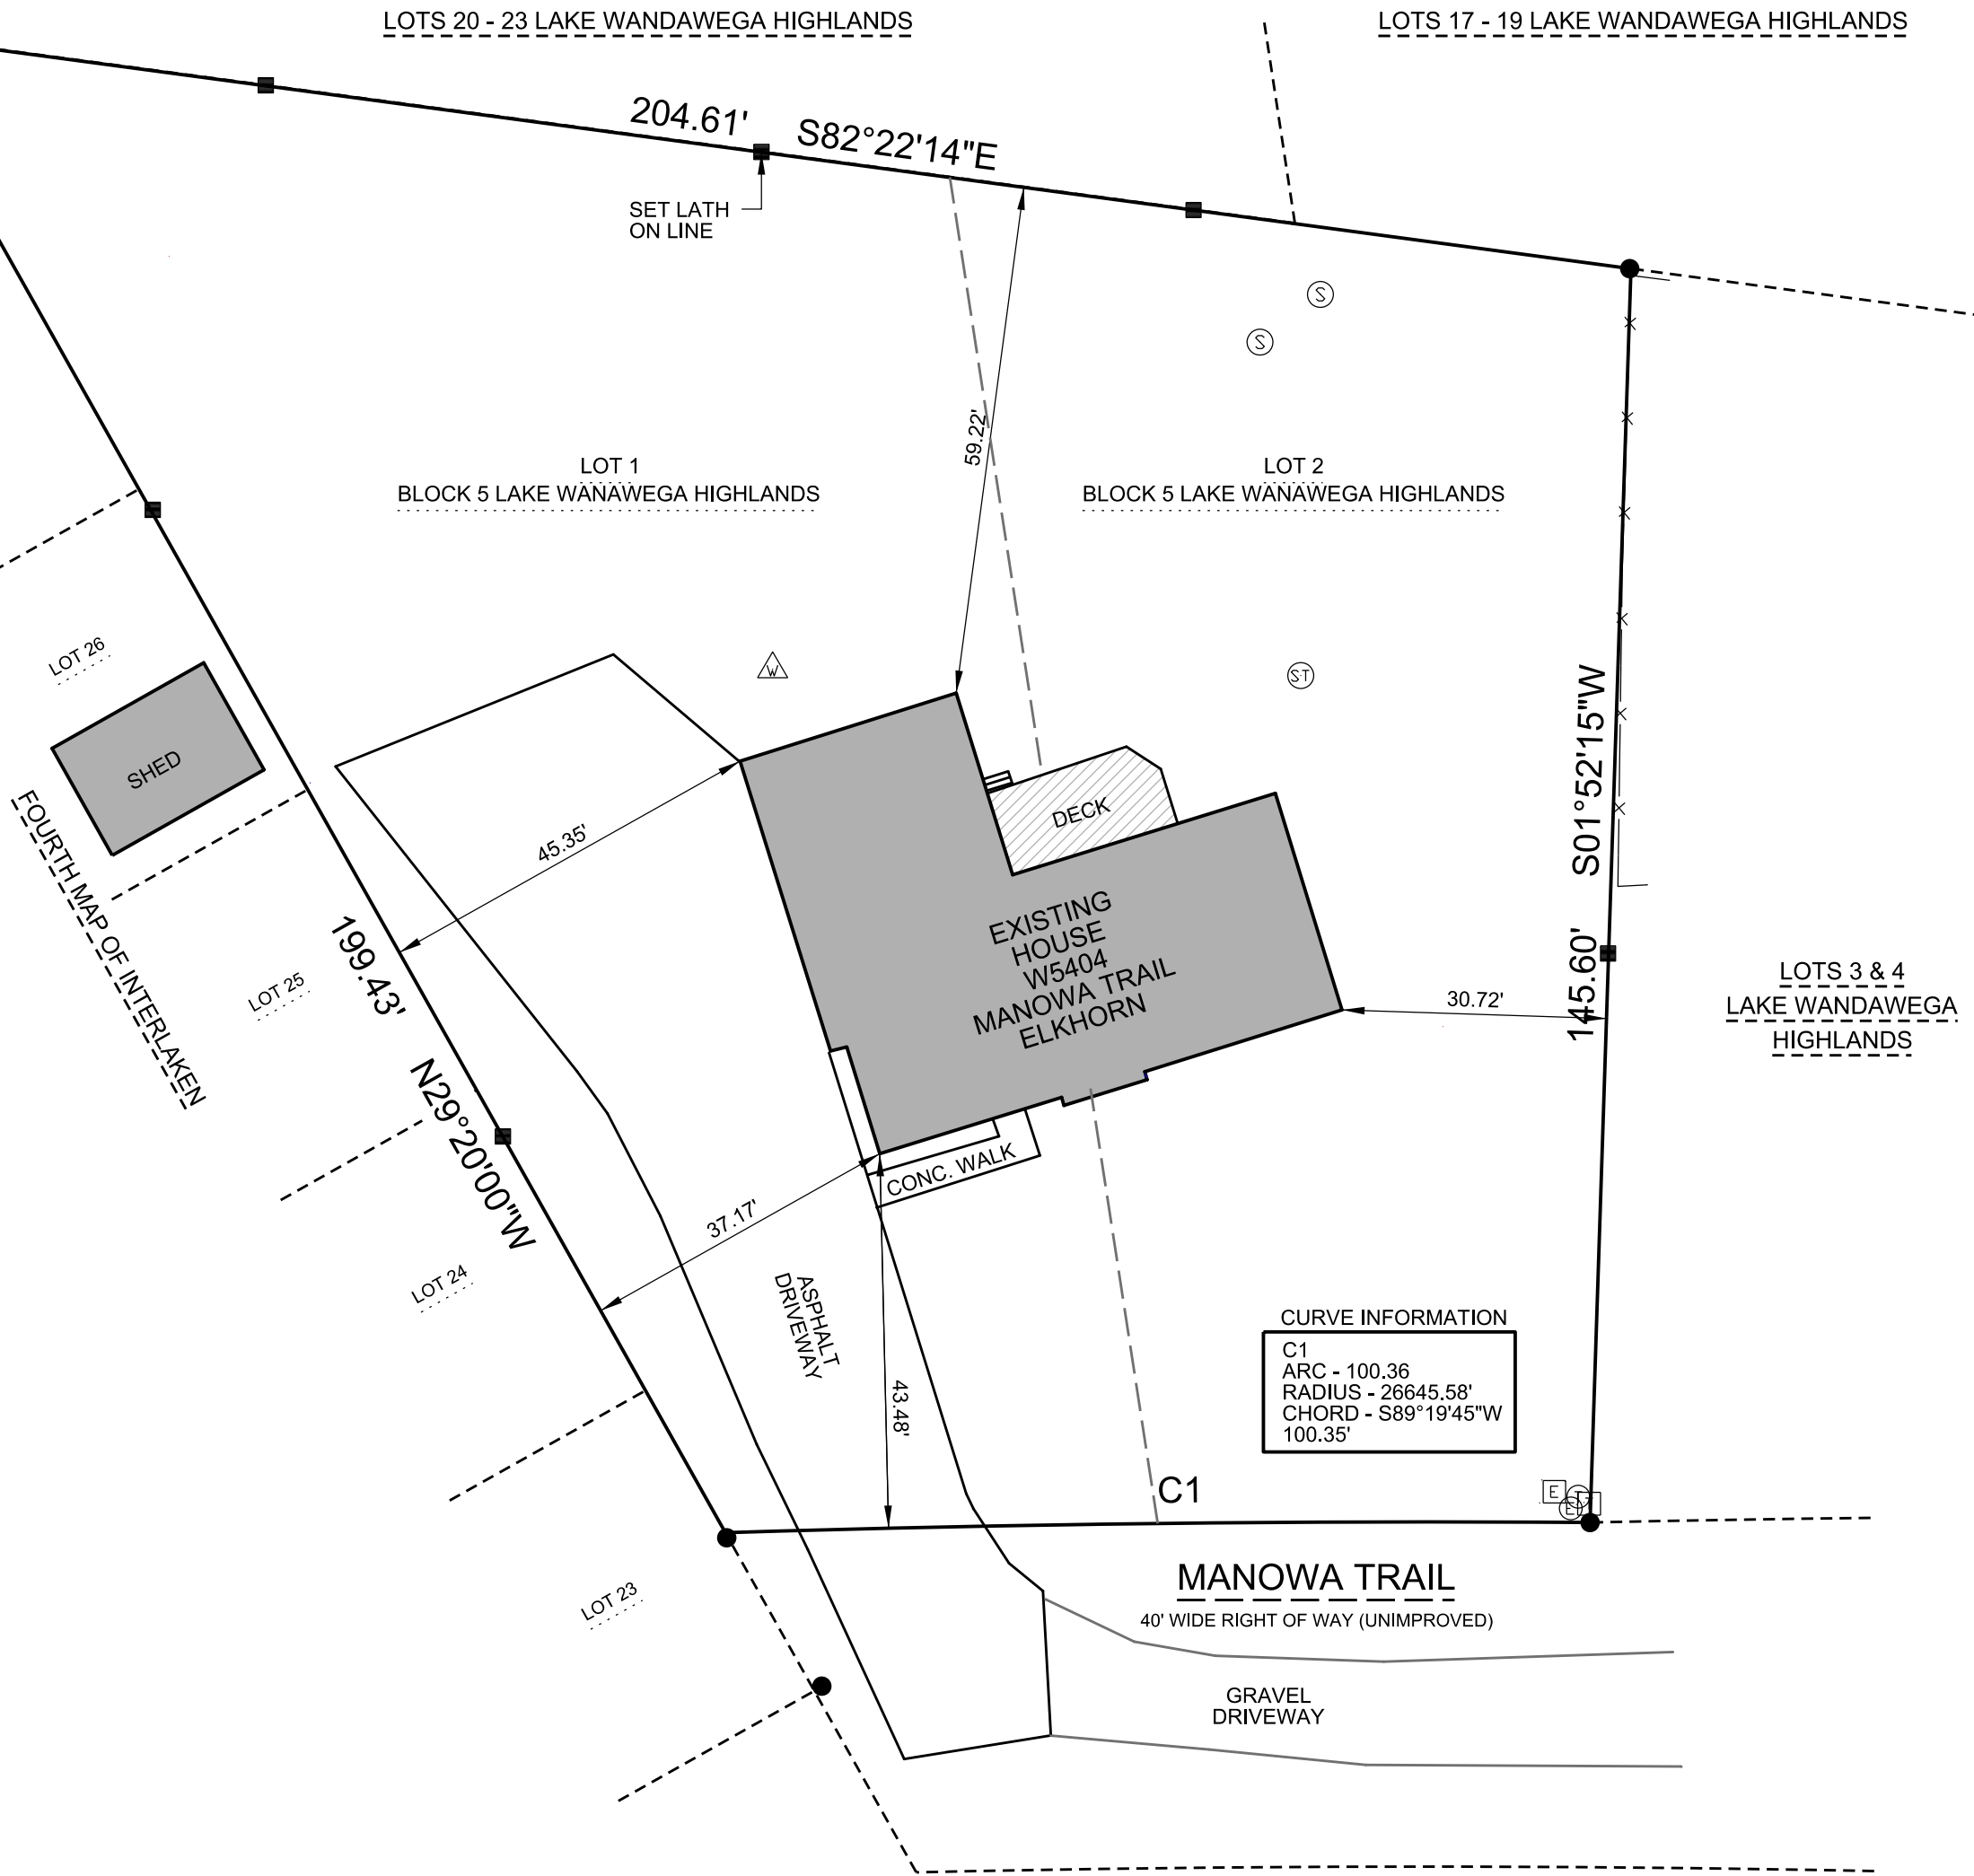 LOTS 20 - 23 LAKE WANDAWEGA HIGHLANDS
LOTS 17 - 19 LAKE WANDAWEGA HIGHLANDS
204.61' S82°22'14"E
SET LATH
ON LINE
S
S
59.22'
LOT 1
BLOCK 5 LAKE WANAWEGA HIGHLANDS
LOT 2
BLOCK 5 LAKE WANAWEGA HIGHLANDS
LOT 26
SHED
W
ST
FOURTH MAP OF INTERLAKEN
45.35'
DECK
S01°52'15"W
145.60'
EXISTING
HOUSE
W5404
MANOWA TRAIL
ELKHORN
30.72'
LOTS 3 & 4
LAKE WANDAWEGA
HIGHLANDS
LOT 25
199.43'
N29°20'00"W
CONC. WALK
37.17'
LOT 24
ASPHALT
DRIVEWAY
43.48'
CURVE INFORMATION
C1
ARC - 100.36
RADIUS - 26645.58'
CHORD - S89°19'45"W
100.35'
C1
E
T
E
LOT 23
MANOWA TRAIL
40' WIDE RIGHT OF WAY (UNIMPROVED)
GRAVEL
DRIVEWAY